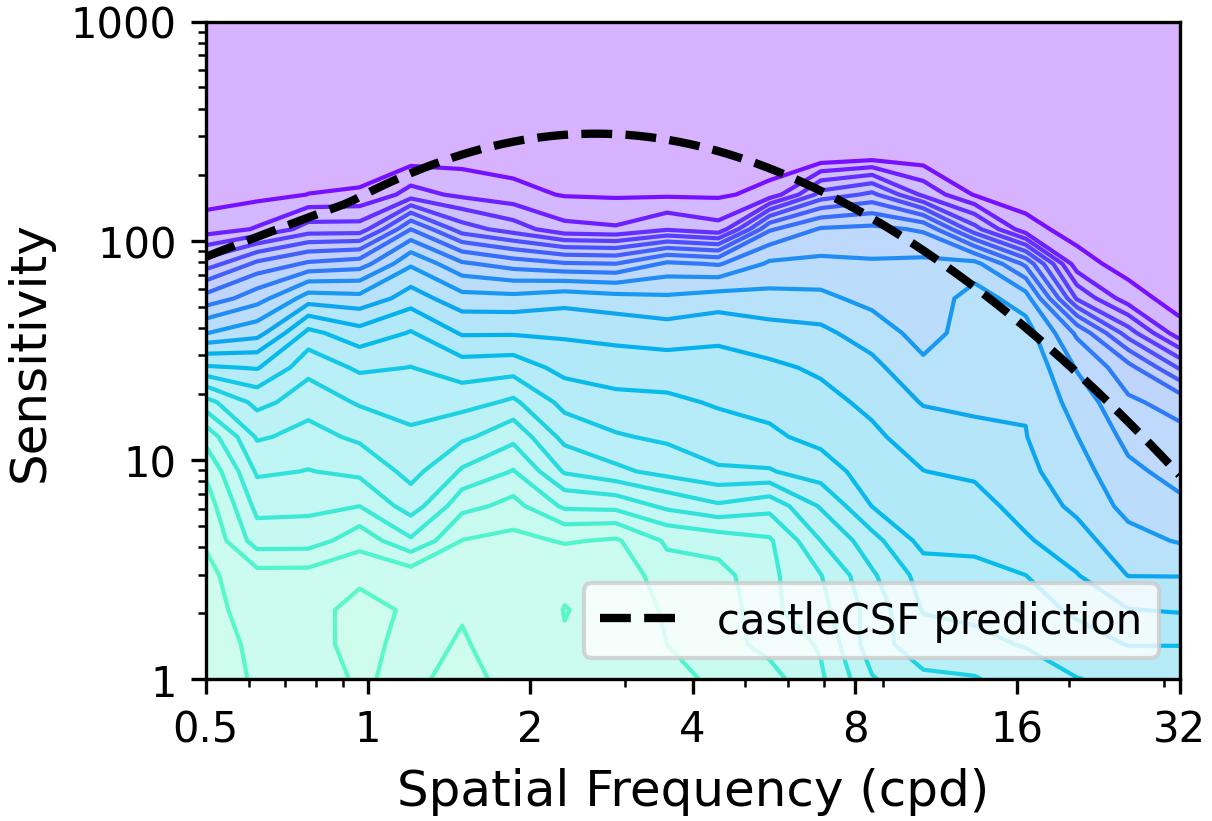 1000
100
10
1
Sensitivity
castleCSF prediction
0.5 1 2 4 8 16 32
Spatial Frequency (cpd)